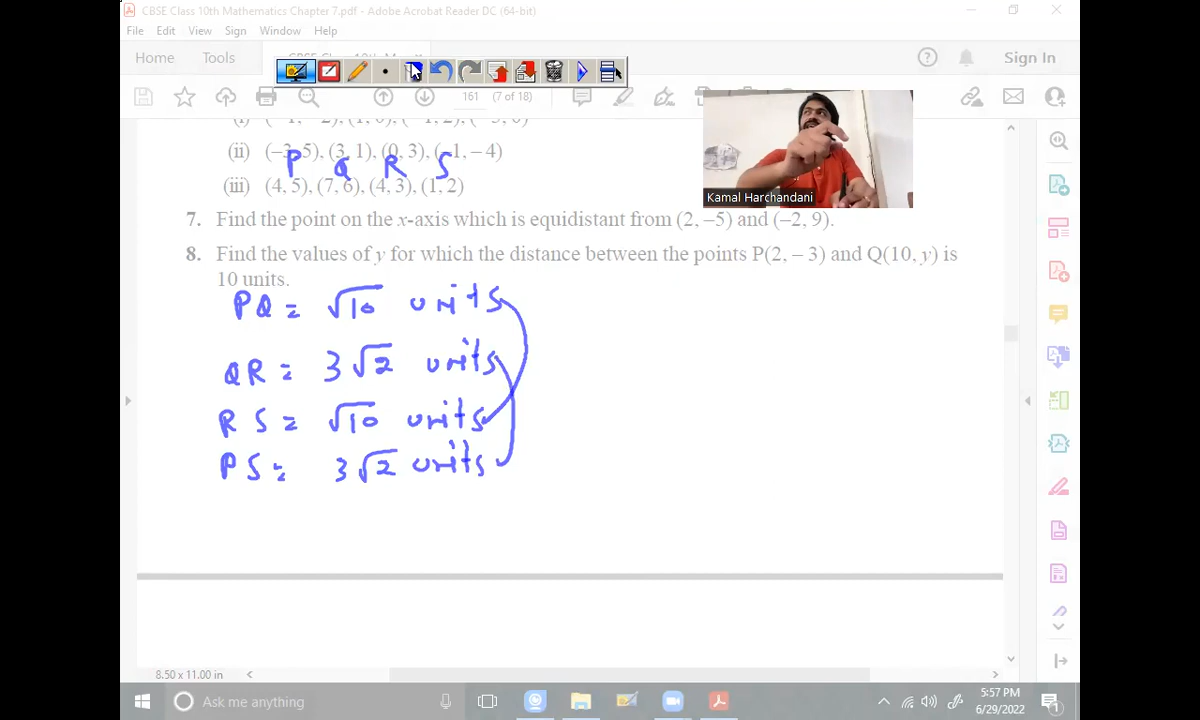 CBSE Class 10th Mathematics Chapter 7.pdf - Adobe Acrobat Reader DC (64-bit)
File Edit View Sign Window Help
Home Tools Sign In
161 (7 of 18)
(ii) (−3, 5), (3, 1), (0, 3), (−1, − 4)
P Q R S
(iii) (4, 5), (7, 6), (4, 3), (1, 2)
Kamal Harchandani
7. Find the point on the x-axis which is equidistant from (2, −5) and (−2, 9).
8. Find the values of y for which the distance between the points P(2, − 3) and Q(10, y) is
10 units.
PQ = √10 units
QR = 3√2 units
RS = √10 units
PS = 3√2 units
8.50 x 11.00 in
Ask me anything
5:57 PM
6/29/2022